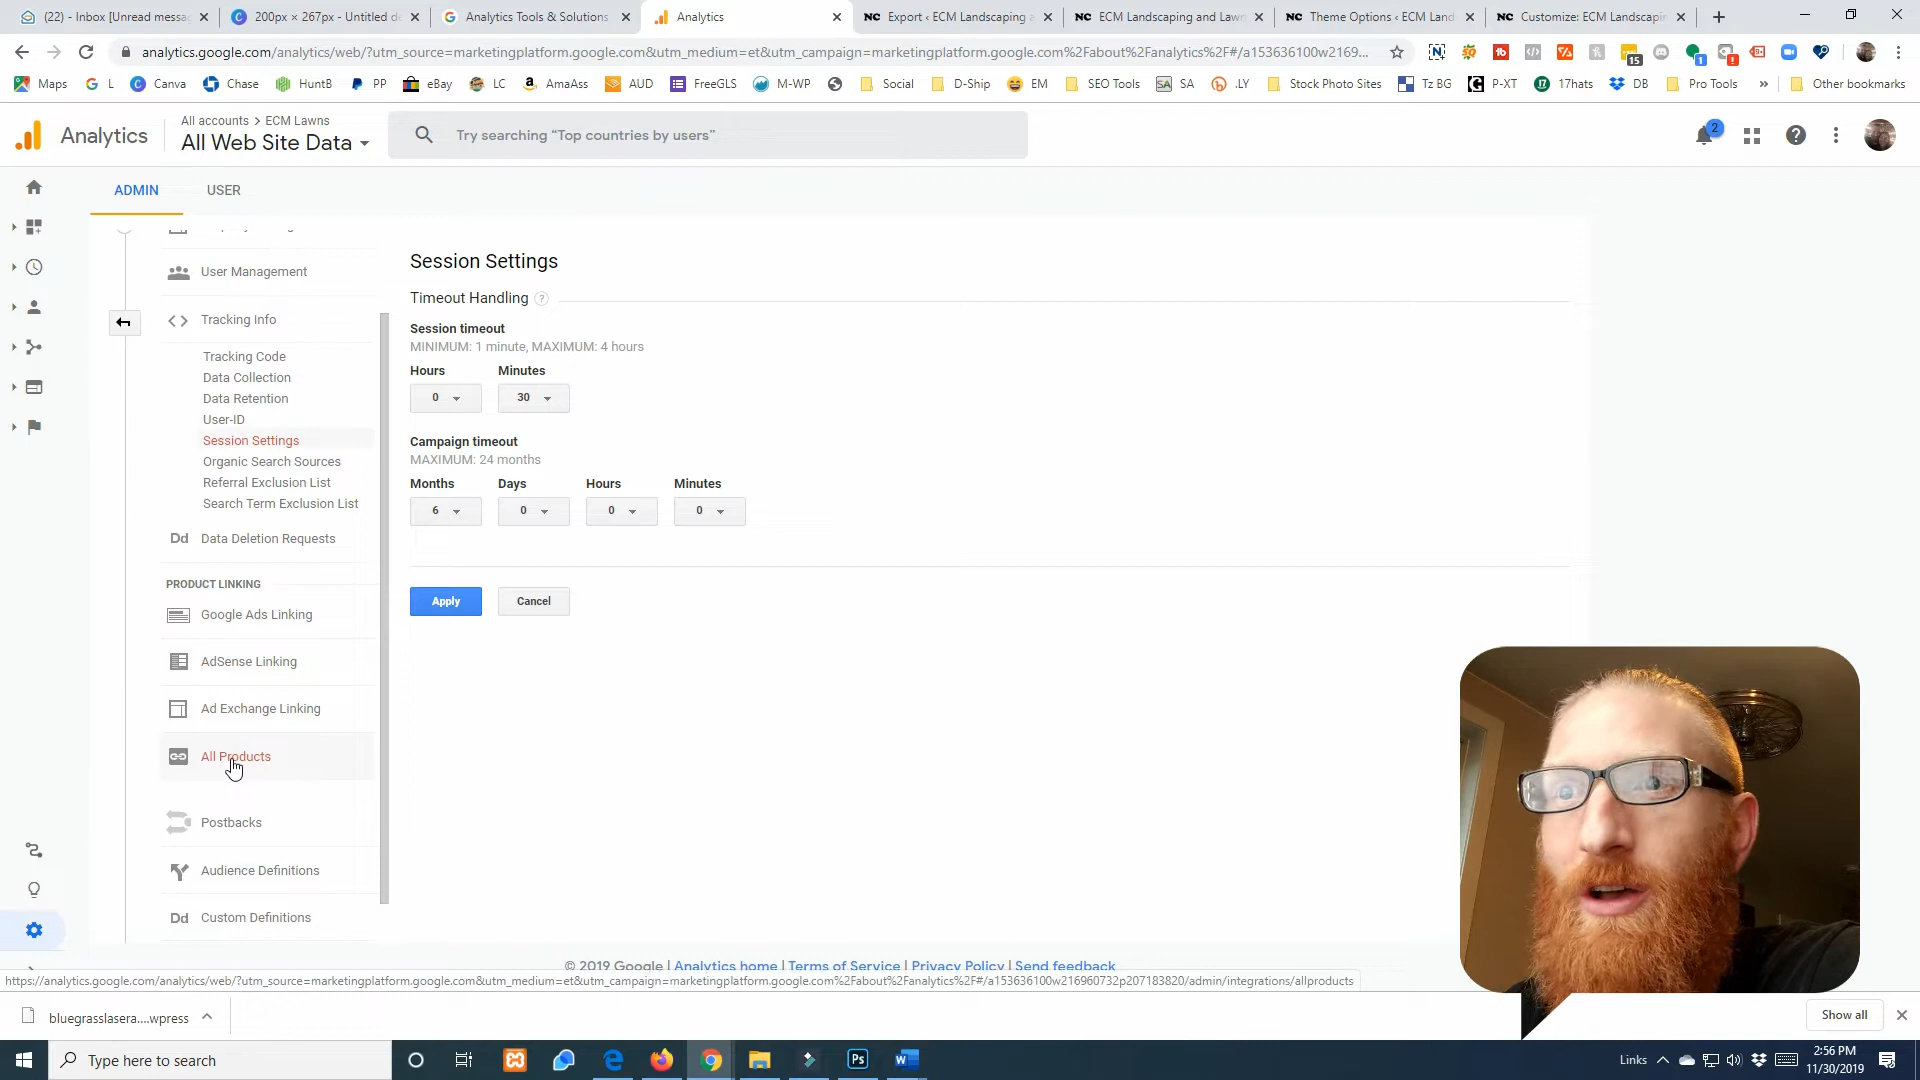 (22) - Inbox [Unread messa
200px × 267px - Untitled de
Analytics Tools & Solutions
Analytics
NC Export ‹ ECM Landscaping a
NC ECM Landscaping and Lawn
NC Theme Options ‹ ECM Land
NC Customize: ECM Landscapin
analytics.google.com/analytics/web/?utm_source=marketingplatform.google.com&utm_medium=et&utm_campaign=marketingplatform.google.com%2Fabout%2Fanalytics%2F#/a153636100w2169...
Maps
L
Canva
Chase
HuntB
PP
eBay
LC
AmaAss
AUD
FreeGLS
M-WP
Social
D-Ship
EM
SEO Tools
SA
.LY
Stock Photo Sites
Tz BG
P-XT
17hats
DB
Pro Tools
»
Other bookmarks
Analytics
All accounts > ECM Lawns
All Web Site Data
Try searching “Top countries by users”
2
ADMIN
USER
User Management
Tracking Info
Tracking Code
Data Collection
Data Retention
User-ID
Session Settings
Organic Search Sources
Referral Exclusion List
Search Term Exclusion List
Dd Data Deletion Requests
PRODUCT LINKING
Google Ads Linking
AdSense Linking
Ad Exchange Linking
All Products
Postbacks
Audience Definitions
Dd Custom Definitions
Session Settings
Timeout Handling ?
Session timeout
MINIMUM: 1 minute, MAXIMUM: 4 hours
Hours Minutes
0 30
Campaign timeout
MAXIMUM: 24 months
Months Days Hours Minutes
6 0 0 0
Apply Cancel
© 2019 Google | Analytics home | Terms of Service | Privacy Policy | Send feedback
https://analytics.google.com/analytics/web/?utm_source=marketingplatform.google.com&utm_medium=et&utm_campaign=marketingplatform.google.com%2Fabout%2Fanalytics%2F#/a153636100w216960732p207183820/admin/integrations/allproducts
bluegrasslasera....wpress
Show all
Type here to search
Links
2:56 PM
11/30/2019